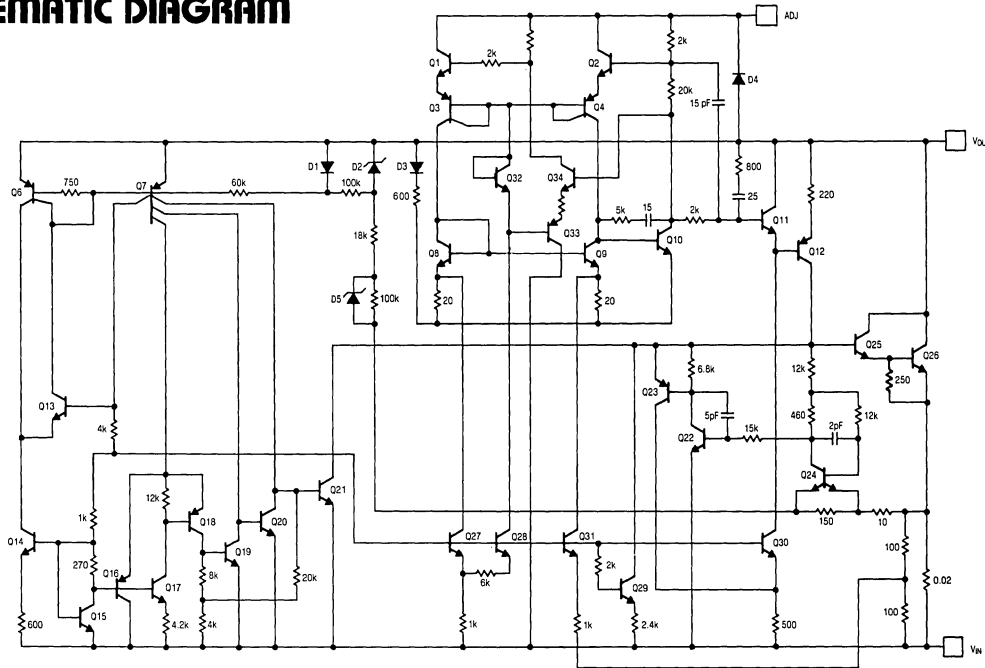 EMATIC DIAGRAM
ADJ
Q1
2k
Q2
2k
D4
Q3
Q4
20k
15 pF
VOUT
Q6
750
Q7
60k
D1
100k
D2
D3
600
Q32
Q34
800
25
220
5k
15
2k
Q11
18k
Q33
Q12
Q8
Q9
Q10
D5
100k
20
20
Q25
Q26
6.8k
12k
250
Q23
Q13
4k
5pF
460
12k
Q22
15k
2pF
Q24
12k
Q21
Q18
Q20
1k
150
10
Q14
Q27
Q28
Q31
Q30
100
270
Q19
Q16
Q17
8k
20k
6k
2k
Q29
0.02
600
Q15
4.2k
4k
1k
1k
2.4k
500
100
VIN